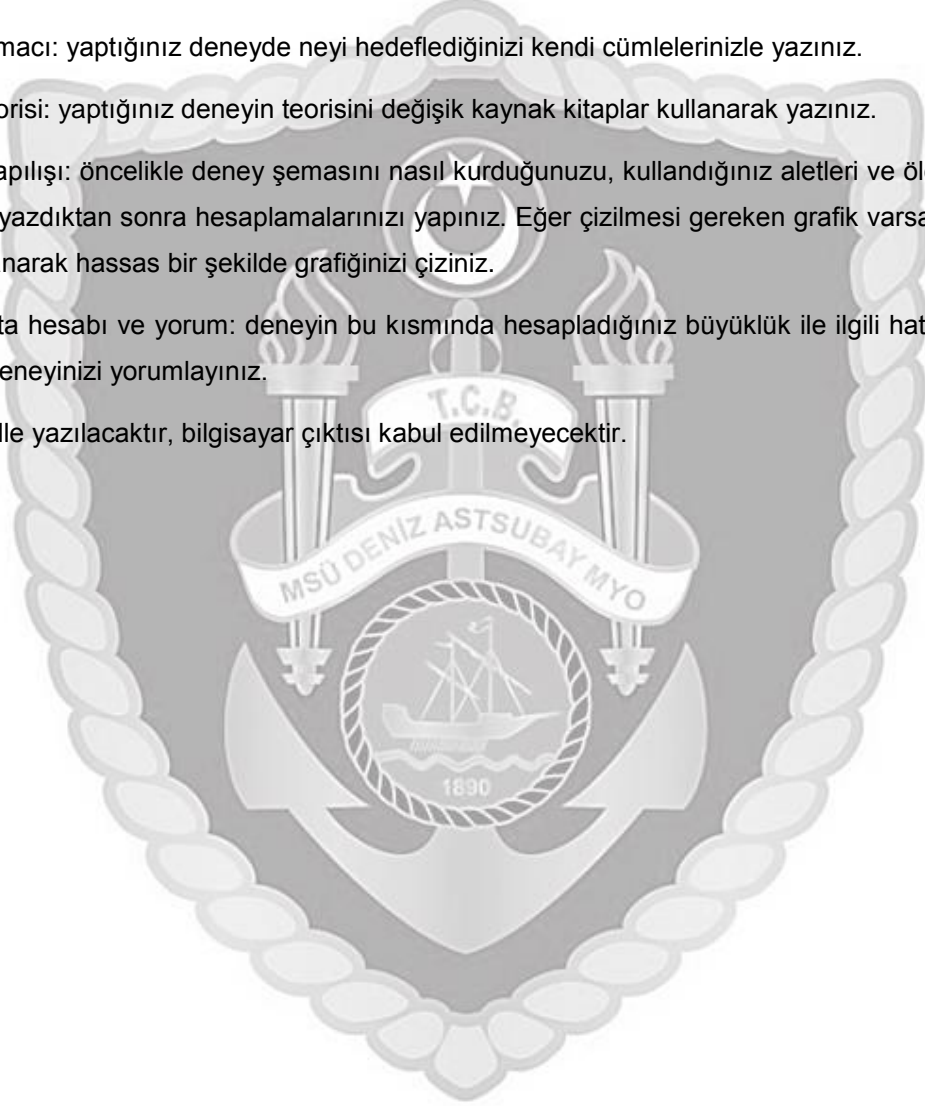 macı: yaptığınız deneyde neyi hedeflediğinizi kendi cümlelerinizle yazınız.
orisi: yaptığınız deneyin teorisini değişik kaynak kitaplar kullanarak yazınız.
apılışı: öncelikle deney şemasını nasıl kurduğunuzu, kullandığınız aletleri ve öl
yazdıktan sonra hesaplamalarınızı yapınız. Eğer çizilmesi gereken grafik varsa
narak hassas bir şekilde grafiğinizi çiziniz.
ta hesabı ve yorum: deneyin bu kısmında hesapladığınız büyüklük ile ilgili hat
eneyinizi yorumlayınız.
T.C.B.
lle yazılacaktır, bilgisayar çıktısı kabul edilmeyecektir.
MSÜ DENİZ ASTSUBAY MYO
1890